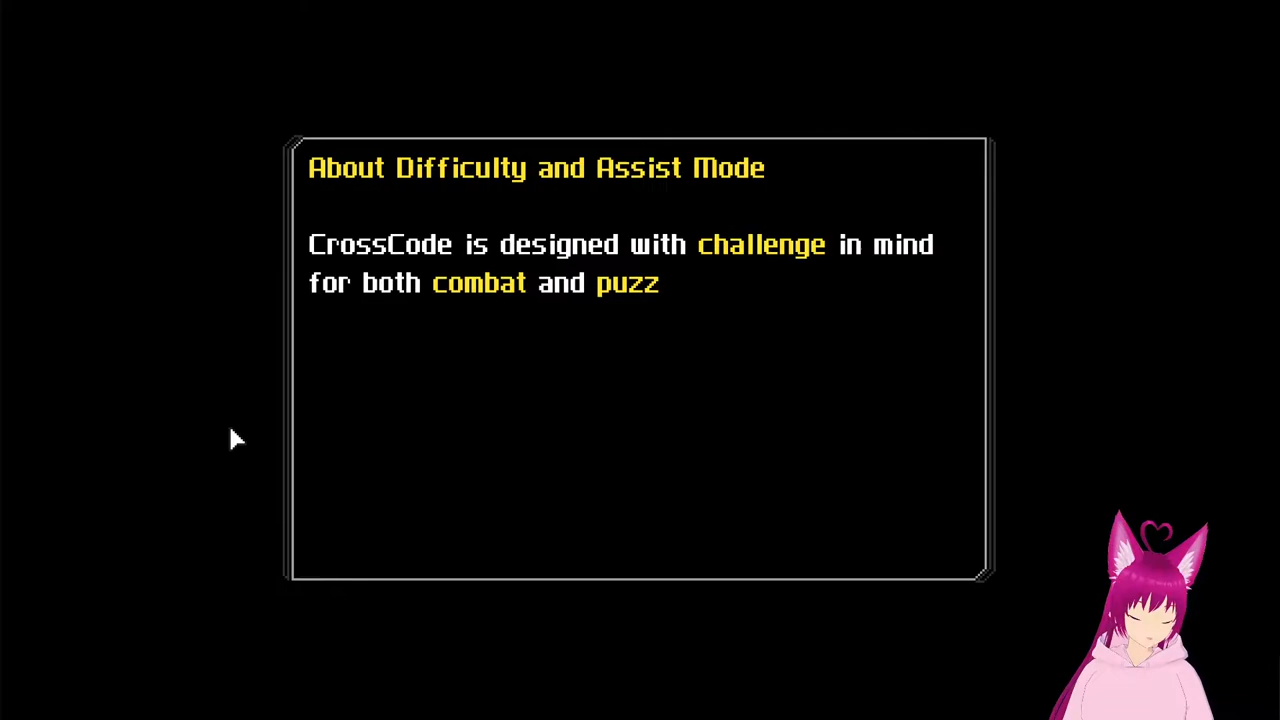 About Difficulty and Assist Mode
CrossCode is designed with challenge in mind
for both combat and puzz